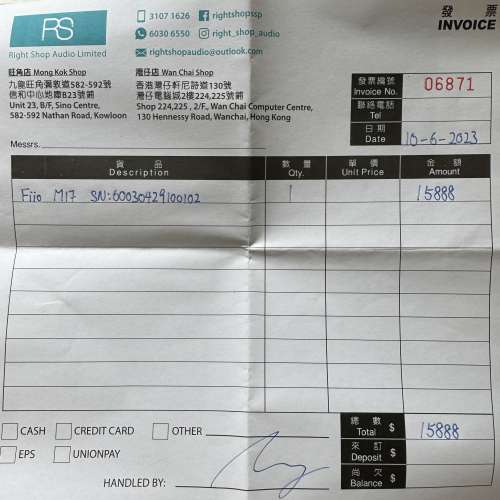 RS
Right Shop Audio Limited
3107 1626 rightshopssp
6030 6550 right_shop_audio
rightshopaudio@outlook.com
發票
INVOICE
旺角店 Mong Kok Shop
九龍旺角彌敦道582-592號
信和中心地庫B23號鋪
Unit 23, B/F, Sino Centre,
582-592 Nathan Road, Kowloon
灣仔店 Wan Chai Shop
香港灣仔軒尼詩道130號
灣仔電腦城2樓224,225號鋪
Shop 224,225 , 2/F., Wan Chai Computer Centre,
130 Hennessy Road, Wanchai, Hong Kong
發票編號
Invoice No. 06871
聯絡電話
Tel
日期
Date 10-6-2023
Messrs.
貨品 數量 單價 金額
Description Qty. Unit Price Amount
Fiio M17 SN:60030429100102 1 15888
CASH CREDIT CARD OTHER
EPS UNIONPAY
HANDLED BY:
總數
Total $ 15888
來訂
Deposit $
尚欠
Balance $